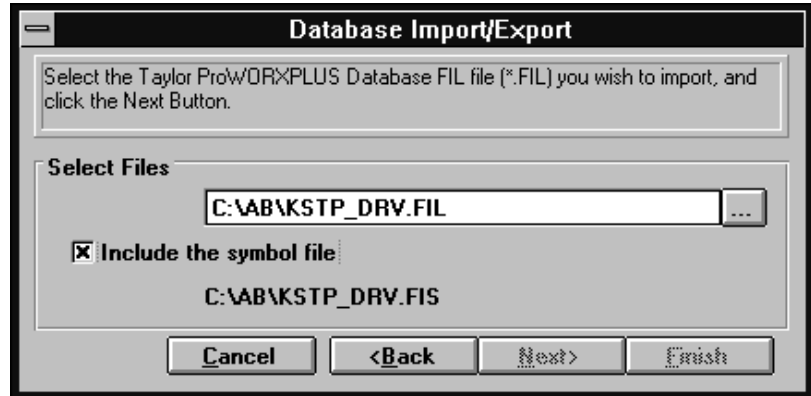 Database Import/Export
Select the Taylor ProWORXPLUS Database FIL file (*.FIL) you wish to import, and
click the Next Button.
Select Files
C:\AB\KSTP_DRV.FIL
...
Include the symbol file
C:\AB\KSTP_DRV.FIS
Cancel
<Back
Next>
Finish